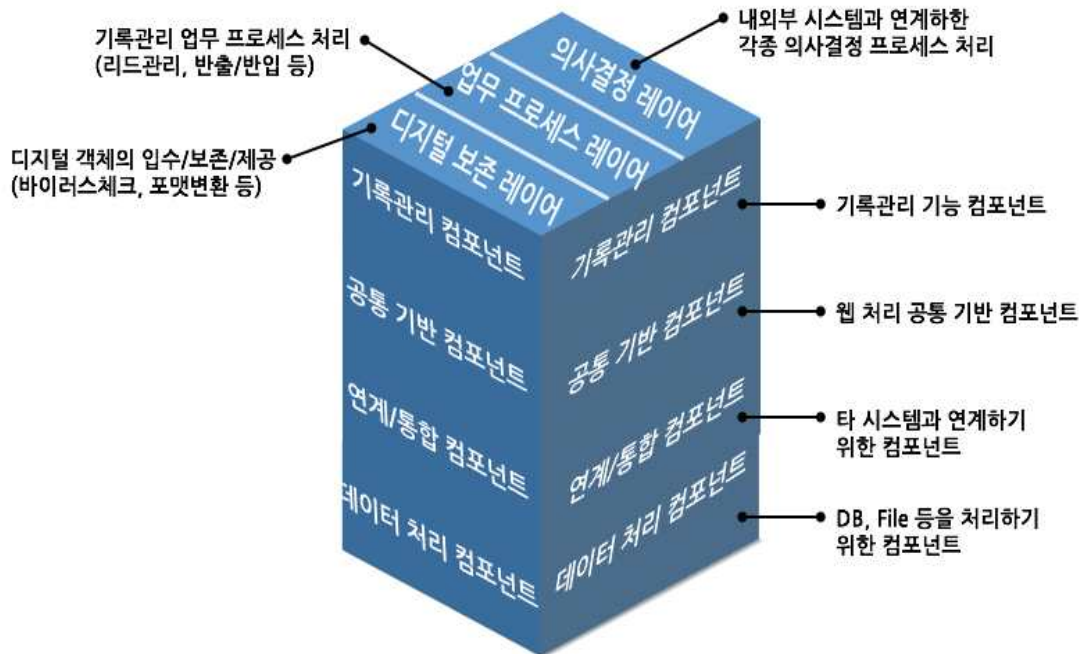 내외부 시스템과 연계하한
각종 의사결정 프로세스 처리
기록관리 업무 프로세스 처리
(리드관리, 반출/반입 등)
디지털 객체의 입수/보존/제공
(바이러스체크, 포맷변환 등)
의사결정 레이어
업무 프로세스 레이어
디지털 보존 레이어
기록관리 컴포넌트
공통 기반 컴포넌트
연계/통합 컴포넌트
데이터 처리 컴포넌트
기록관리 컴포넌트
공통 기반 컴포넌트
연계/통합 컴포넌트
데이터 처리 컴포넌트
기록관리 기능 컴포넌트
웹 처리 공통 기반 컴포넌트
타 시스템과 연계하기
위한 컴포넌트
DB, File 등을 처리하기
위한 컴포넌트